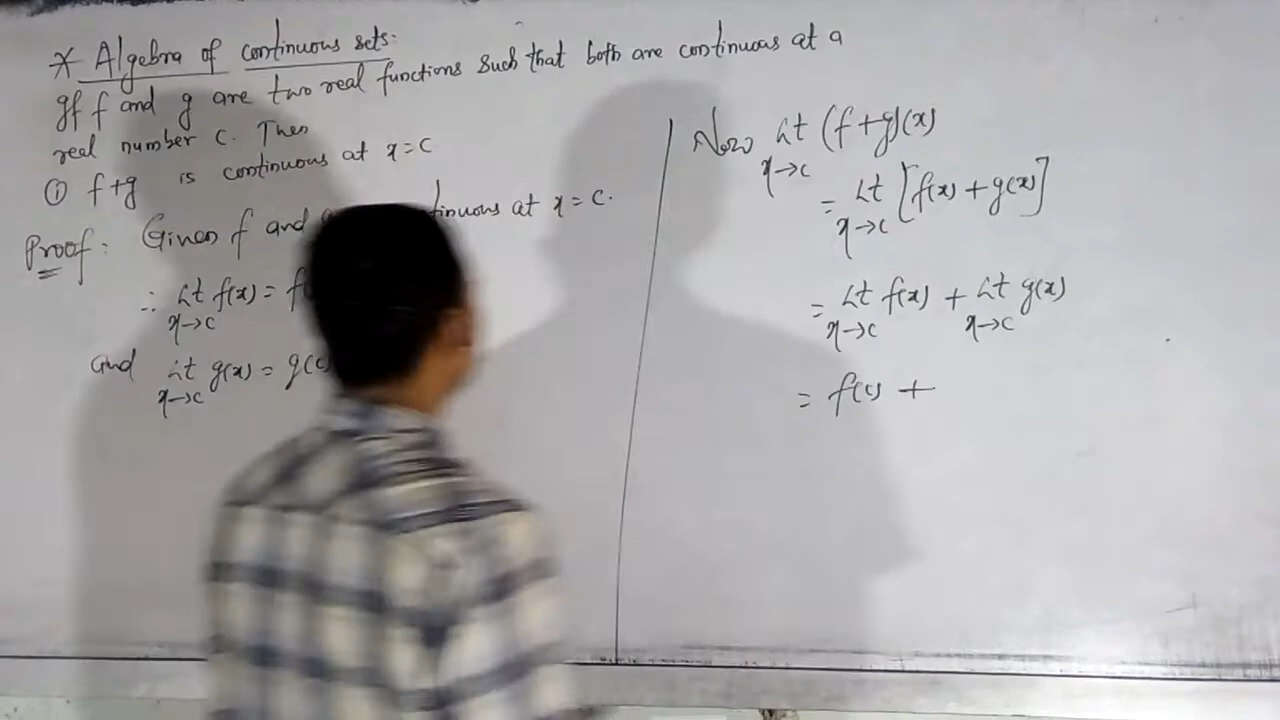 * Algebra of continuous sets:
If f and g are two real functions such that both are continuous at a
real number c. Then
① f+g is continuous at x=c
Proof: Given f and continuous at x=c.
∴ Lt f(x) = f
x→c
and Lt g(x) = g(c
x→c
Now Lt (f+g)(x)
x→c
= Lt [f(x)+g(x)]
x→c
= Lt f(x) + Lt g(x)
x→c x→c
= f(c) +